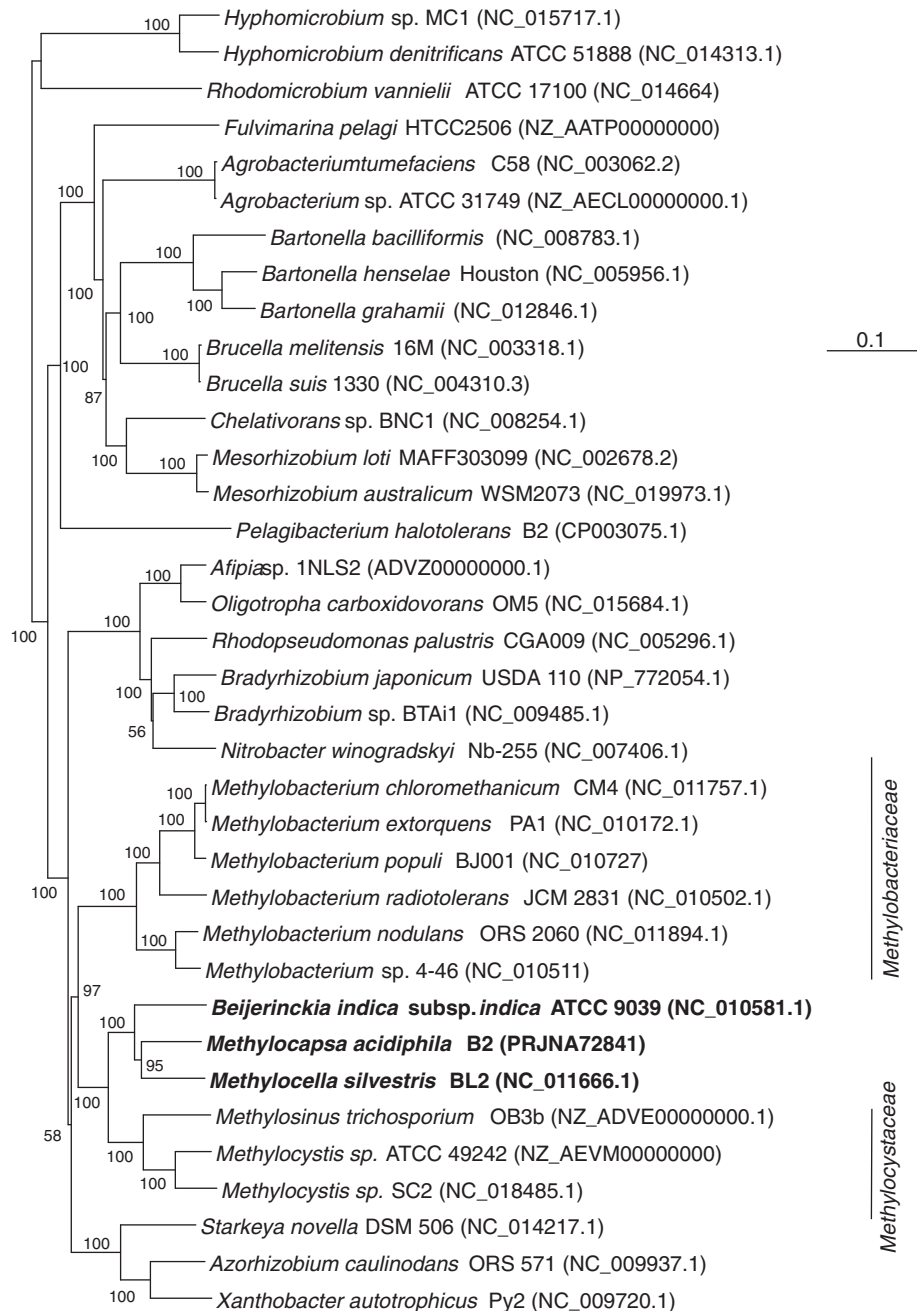 Hyphomicrobium sp. MC1 (NC_015717.1)
100
Hyphomicrobium denitrificans ATCC 51888 (NC_014313.1)
Rhodomicrobium vannielii ATCC 17100 (NC_014664)
Fulvimarina pelagi HTCC2506 (NZ_AATP00000000)
Agrobacteriumtumefaciens C58 (NC_003062.2)
100
100
Agrobacterium sp. ATCC 31749 (NZ_AECL00000000.1)
Bartonella bacilliformis (NC_008783.1)
100
Bartonella henselae Houston (NC_005956.1)
100
100
Bartonella grahamii (NC_012846.1)
100
0.1
Brucella melitensis 16M (NC_003318.1)
100
100
Brucella suis 1330 (NC_004310.3)
87
Chelativorans sp. BNC1 (NC_008254.1)
100
Mesorhizobium loti MAFF303099 (NC_002678.2)
100
Mesorhizobium australicum WSM2073 (NC_019973.1)
Pelagibacterium halotolerans B2 (CP003075.1)
Afipiasp. 1NLS2 (ADVZ00000000.1)
100
Oligotropha carboxidovorans OM5 (NC_015684.1)
100
100
Rhodopseudomonas palustris CGA009 (NC_005296.1)
Bradyrhizobium japonicum USDA 110 (NP_772054.1)
100
100
Bradyrhizobium sp. BTAi1 (NC_009485.1)
56
Nitrobacter winogradskyi Nb-255 (NC_007406.1)
Methylobacterium chloromethanicum CM4 (NC_011757.1)
100
Methylobacterium extorquens PA1 (NC_010172.1)
100
Methylobacterium populi BJ001 (NC_010727)
100
100
Methylobacterium radiotolerans JCM 2831 (NC_010502.1)
100
Methylobacterium nodulans ORS 2060 (NC_011894.1)
100
Methylobacterium sp. 4-46 (NC_010511)
Methylobacteriaceae
97
Beijerinckia indica subsp. indica ATCC 9039 (NC_010581.1)
100
Methylocapsa acidiphila B2 (PRJNA72841)
95
Methylocella silvestris BL2 (NC_011666.1)
100
Methylosinus trichosporium OB3b (NZ_ADVE00000000.1)
58
100
Methylocystis sp. ATCC 49242 (NZ_AEVM00000000)
100
Methylocystis sp. SC2 (NC_018485.1)
Methylocystaceae
Starkeya novella DSM 506 (NC_014217.1)
100
Azorhizobium caulinodans ORS 571 (NC_009937.1)
100
Xanthobacter autotrophicus Py2 (NC_009720.1)